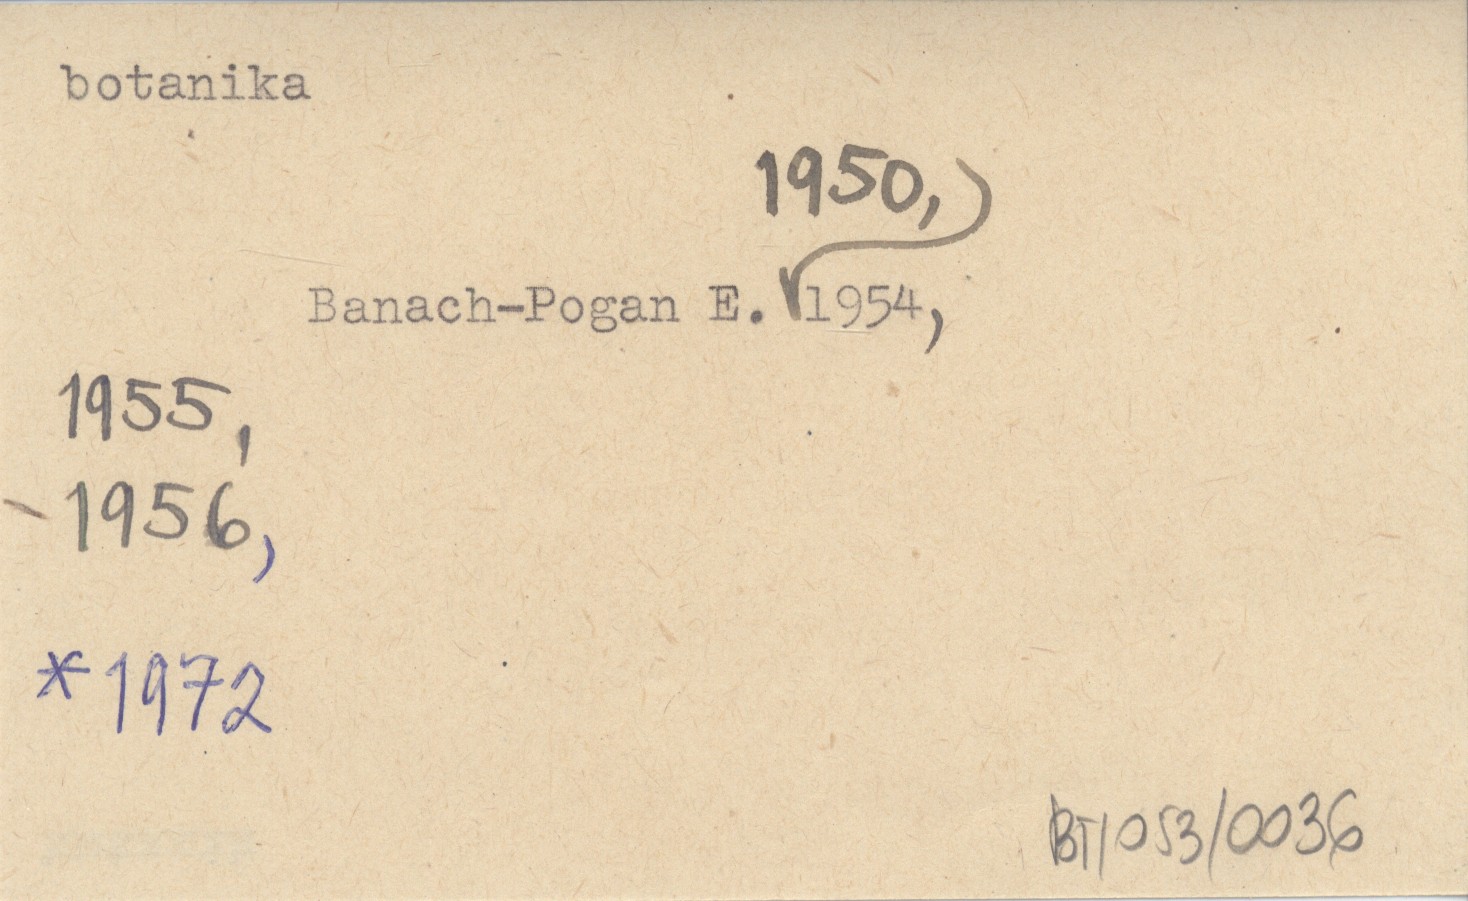 botanika
1950,
Banach-Pogan E. 1954,
1955,
1956,
*1972
BT/053/0036